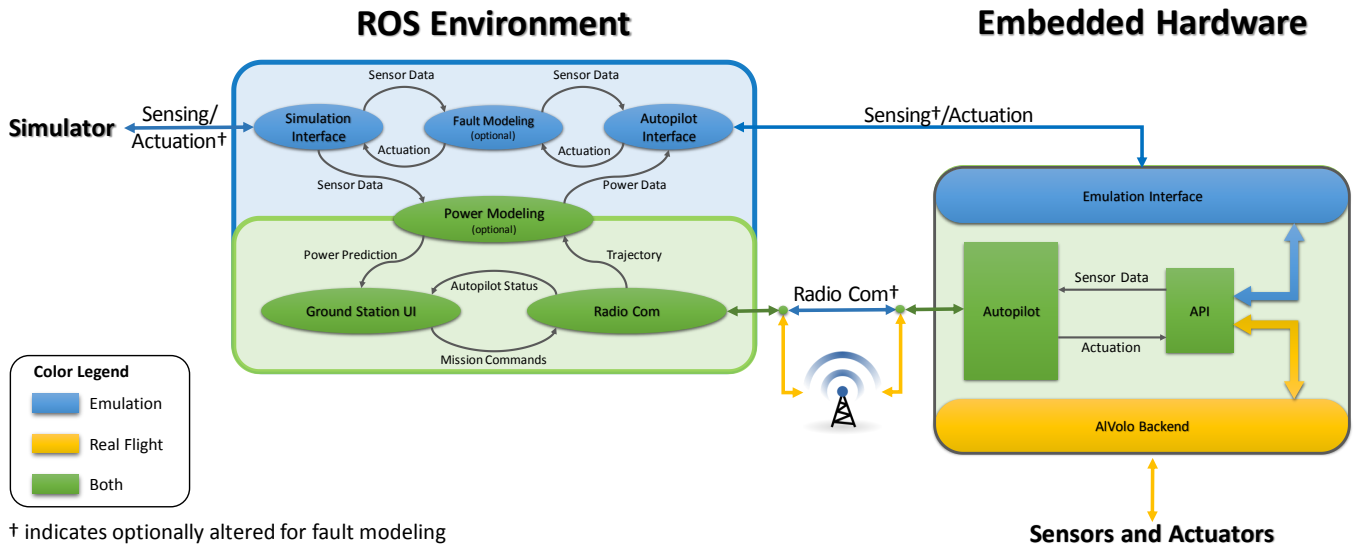 ROS Environment
Embedded Hardware
Simulator
Sensing/
Actuation†
Sensor Data
Sensor Data
Simulation
Interface
Fault Modeling
(optional)
Autopilot
Interface
Actuation
Actuation
Sensor Data
Power Data
Power Modeling
(optional)
Power Prediction
Trajectory
Autopilot Status
Ground Station UI
Radio Com
Mission Commands
Sensing†/Actuation
Radio Com†
Emulation Interface
Autopilot
Sensor Data
API
Actuation
AlVolo Backend
Sensors and Actuators
Color Legend
Emulation
Real Flight
Both
† indicates optionally altered for fault modeling